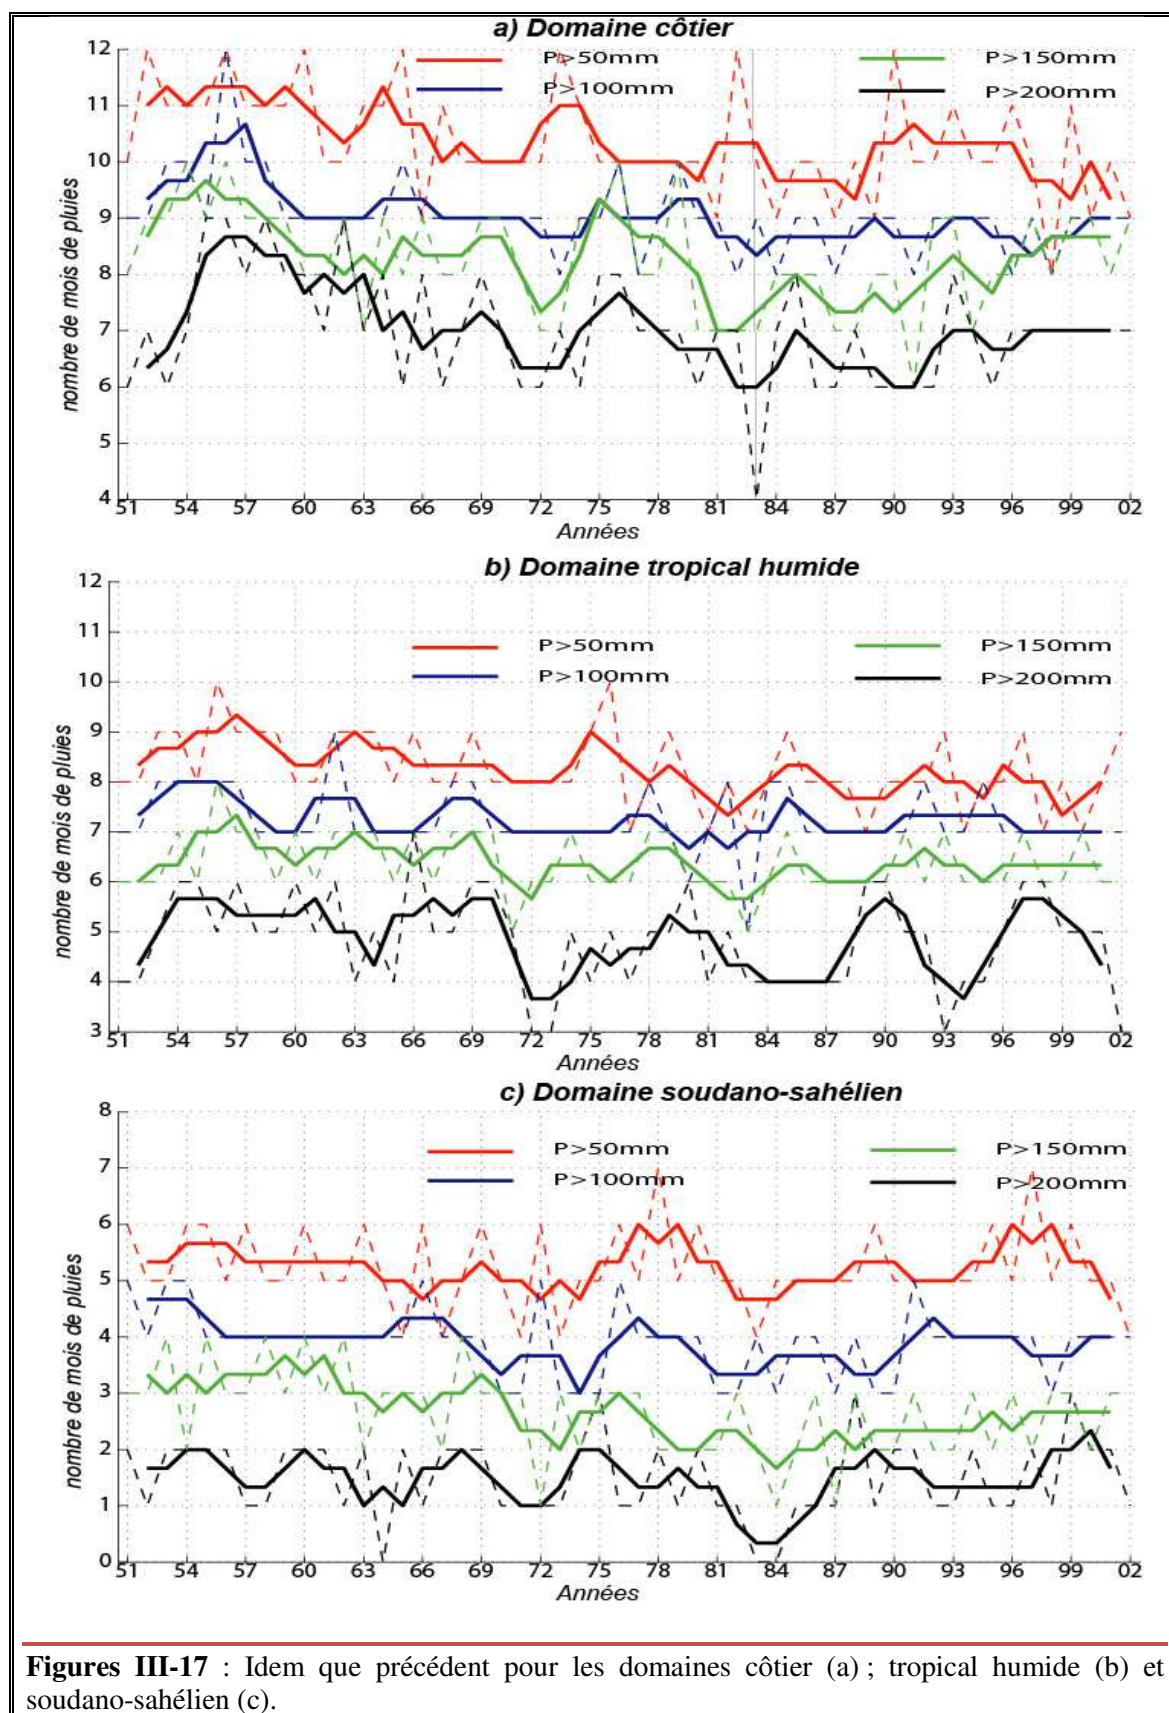 a) Domaine côtier
P>50mm
P>100mm
P>150mm
P>200mm
nombre de mois de pluies
12
11
10
9
8
7
6
5
4
51 54 57 60 63 66 69 72 75 78 81 84 87 90 93 96 99 02
Années
b) Domaine tropical humide
P>50mm
P>100mm
P>150mm
P>200mm
nombre de mois de pluies
12
11
10
9
8
7
6
5
4
3
51 54 57 60 63 66 69 72 75 78 81 84 87 90 93 96 99 02
Années
c) Domaine soudano-sahélien
P>50mm
P>100mm
P>150mm
P>200mm
nombre de mois de pluies
8
7
6
5
4
3
2
1
0
51 54 57 60 63 66 69 72 75 78 81 84 87 90 93 96 99 02
Années
Figures III-17 : Idem que précédent pour les domaines côtier (a) ; tropical humide (b) et
soudano-sahélien (c).